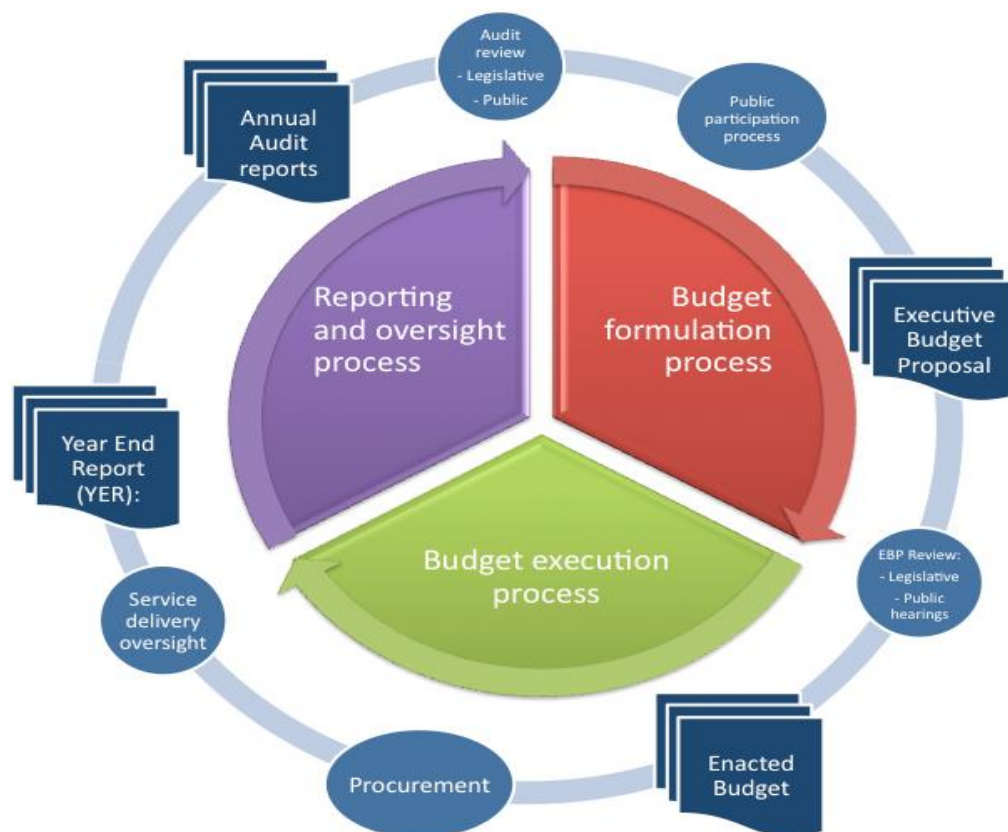 Audit
review
- Legislative
- Public
Public
participation
process
Annual
Audit
reports
Reporting
and oversight
process
Budget
formulation
process
Executive
Budget
Proposal
Year End
Report
(YER):
Budget execution
process
EBP Review:
- Legislative
- Public
hearings
Service
delivery
oversight
Procurement
Enacted
Budget